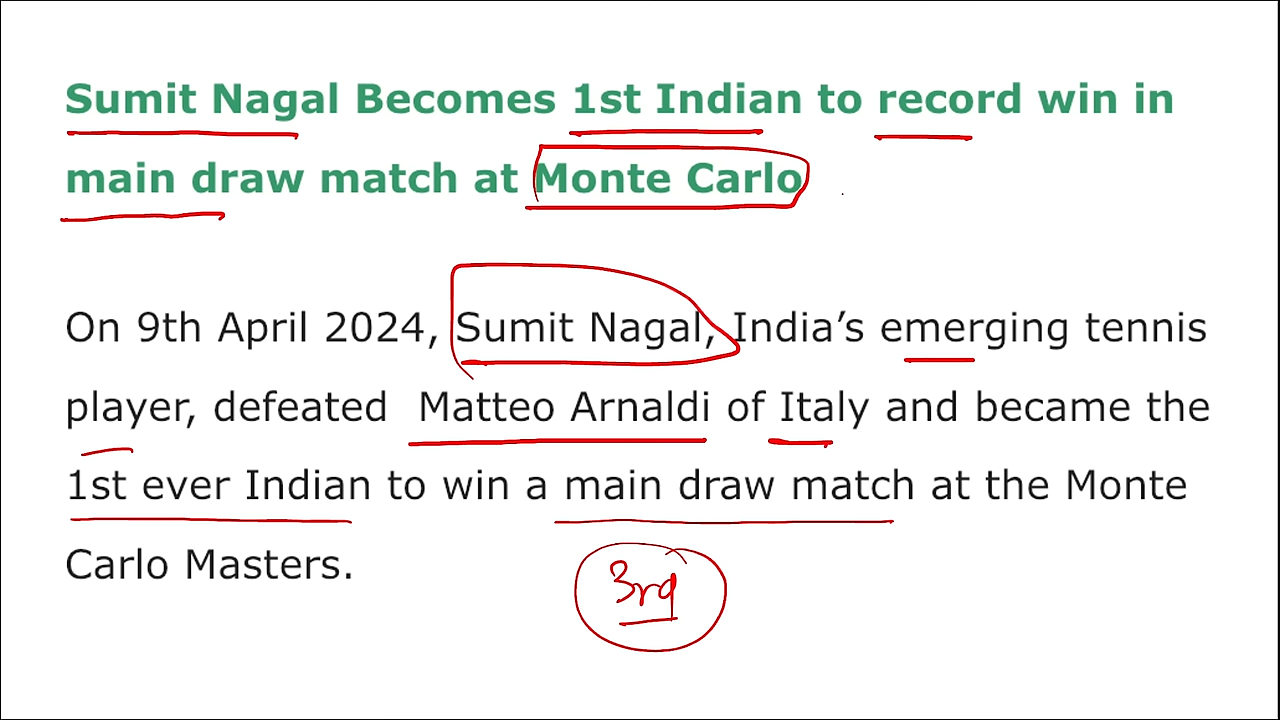 Sumit Nagal Becomes 1st Indian to record win in
main draw match at Monte Carlo
On 9th April 2024, Sumit Nagal, India’s emerging tennis
player, defeated Matteo Arnaldi of Italy and became the
1st ever Indian to win a main draw match at the Monte
Carlo Masters.
3rd